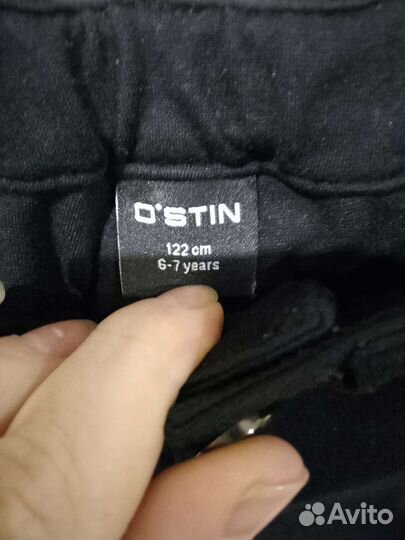 O'STIN
122 cm
6-7 years
Avito